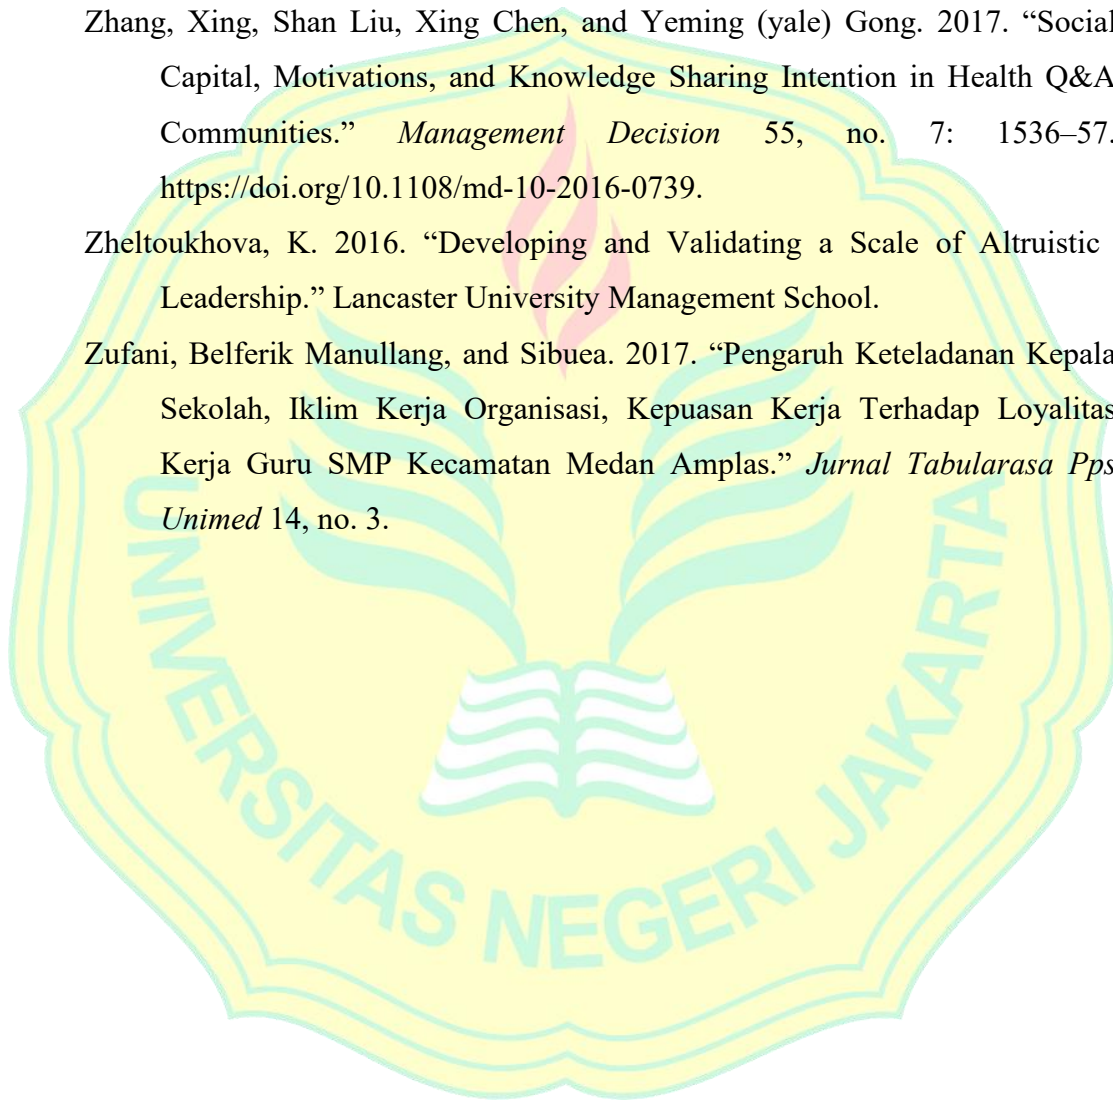 Zhang, Xing, Shan Liu, Xing Chen, and Yeming (yale) Gong. 2017. “Social
Capital, Motivations, and Knowledge Sharing Intention in Health Q&A
Communities.” Management Decision 55, no. 7: 1536–57.
https://doi.org/10.1108/md-10-2016-0739.
Zheltoukhova, K. 2016. “Developing and Validating a Scale of Altruistic
Leadership.” Lancaster University Management School.
Zufani, Belferik Manullang, and Sibuea. 2017. “Pengaruh Keteladanan Kepala
Sekolah, Iklim Kerja Organisasi, Kepuasan Kerja Terhadap Loyalitas
Kerja Guru SMP Kecamatan Medan Amplas.” Jurnal Tabularasa Pps
Unimed 14, no. 3.
UNIVERSITAS NEGERI JAKARTA